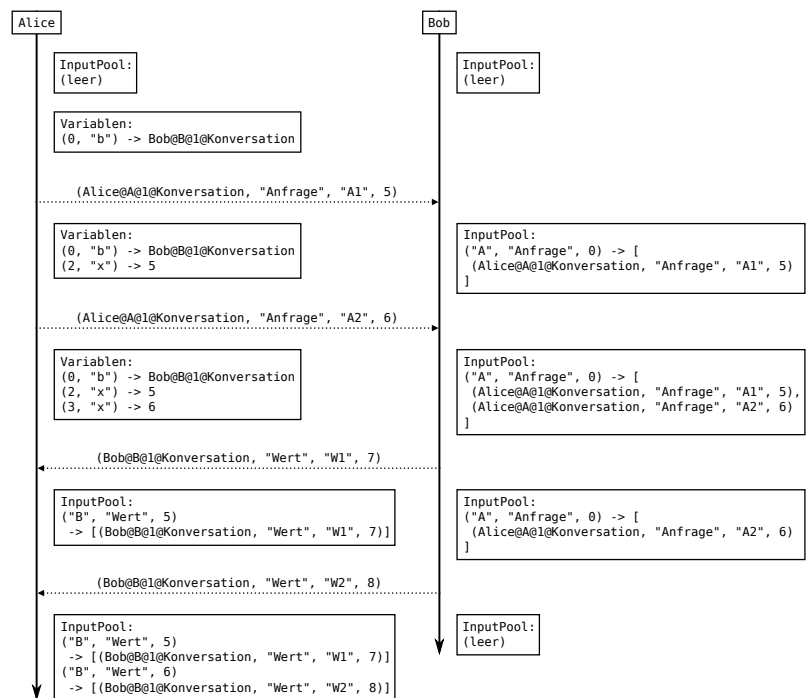 Alice
Bob
InputPool:
(leer)
InputPool:
(leer)
Variablen:
(0, "b") -> Bob@B@1@Konversation
(Alice@A@1@Konversation, "Anfrage", "A1", 5)
Variablen:
(0, "b") -> Bob@B@1@Konversation
(2, "x") -> 5
InputPool:
("A", "Anfrage", 0) -> [
(Alice@A@1@Konversation, "Anfrage", "A1", 5)
]
(Alice@A@1@Konversation, "Anfrage", "A2", 6)
Variablen:
(0, "b") -> Bob@B@1@Konversation
(2, "x") -> 5
(3, "x") -> 6
InputPool:
("A", "Anfrage", 0) -> [
(Alice@A@1@Konversation, "Anfrage", "A1", 5),
(Alice@A@1@Konversation, "Anfrage", "A2", 6)
]
(Bob@B@1@Konversation, "Wert", "W1", 7)
InputPool:
("B", "Wert", 5)
-> [(Bob@B@1@Konversation, "Wert", "W1", 7)]
InputPool:
("A", "Anfrage", 0) -> [
(Alice@A@1@Konversation, "Anfrage", "A2", 6)
]
(Bob@B@1@Konversation, "Wert", "W2", 8)
InputPool:
("B", "Wert", 5)
-> [(Bob@B@1@Konversation, "Wert", "W1", 7)]
("B", "Wert", 6)
-> [(Bob@B@1@Konversation, "Wert", "W2", 8)]
InputPool:
(leer)